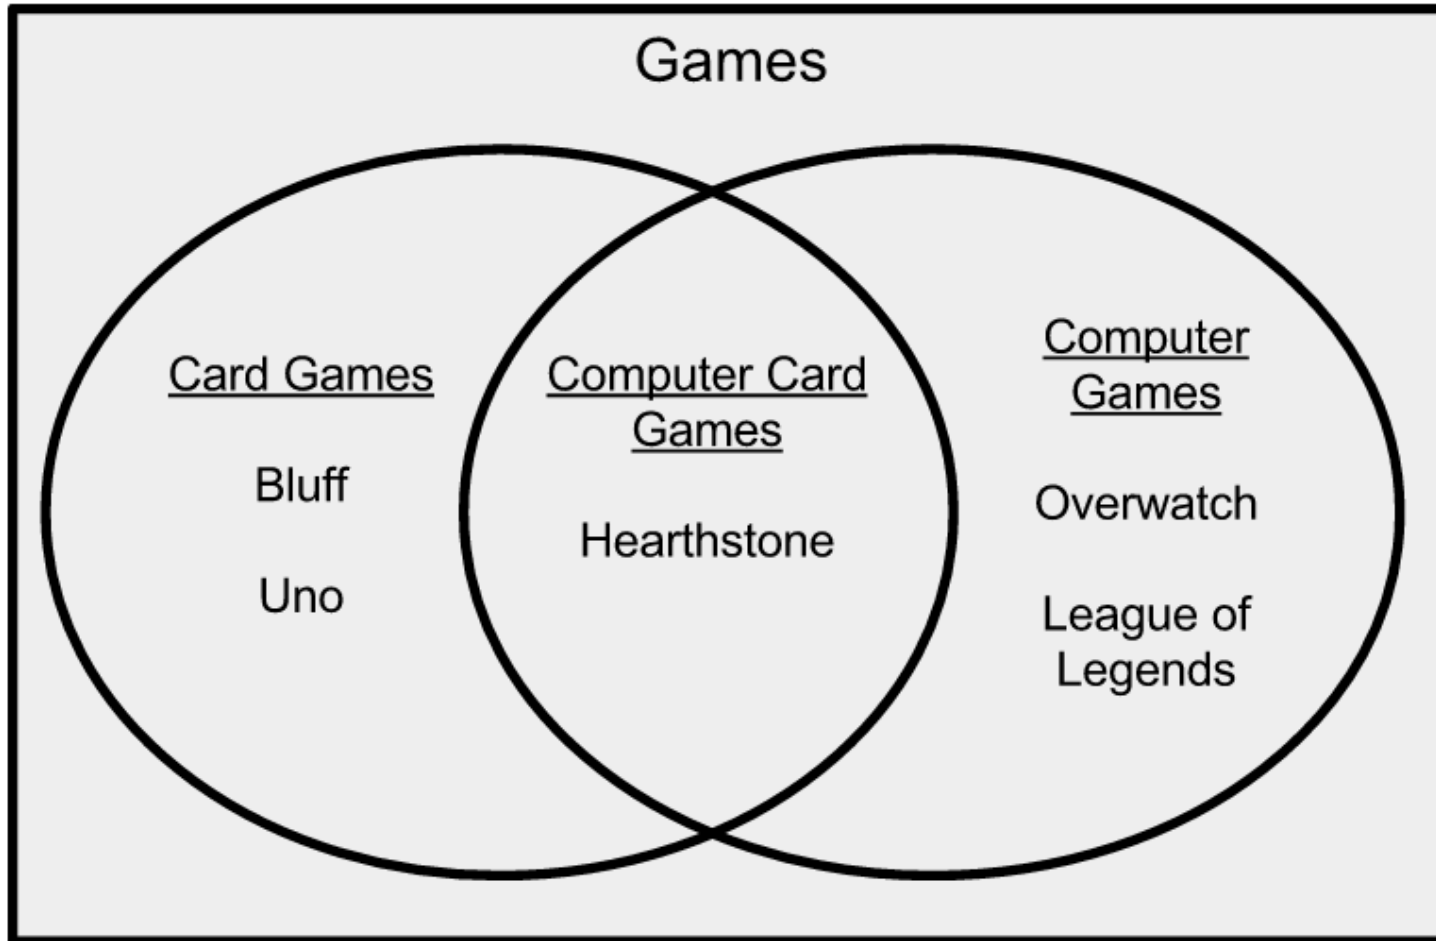 Games
Card Games
Bluff
Uno
Computer Card
Games
Hearthstone
Computer
Games
Overwatch
League of
Legends